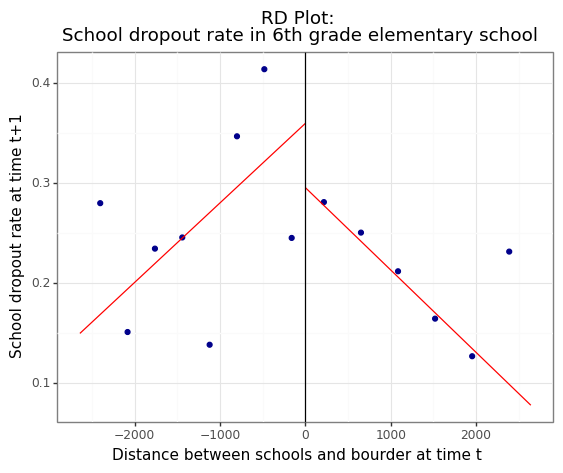 RD Plot:
School dropout rate in 6th grade elementary school
School dropout rate at time t+1
0.4
0.3
0.2
0.1
−2000
−1000
0
1000
2000
Distance between schools and bourder at time t